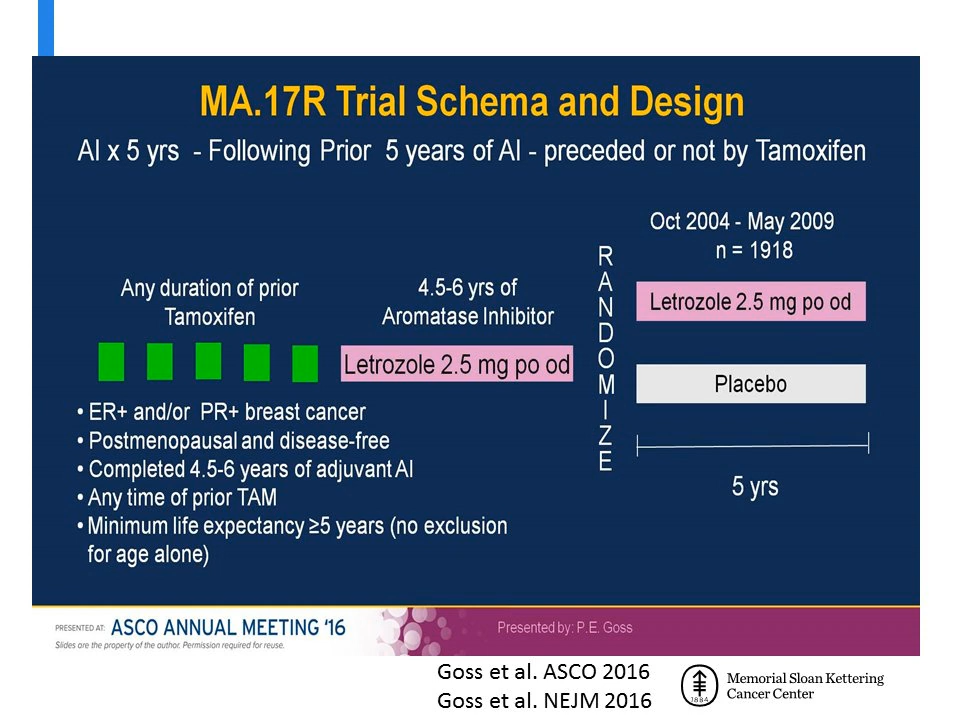 MA.17R Trial Schema and Design
AI x 5 yrs - Following Prior 5 years of AI - preceded or not by Tamoxifen
Oct 2004 - May 2009
n = 1918
Any duration of prior
Tamoxifen
4.5-6 yrs of
Aromatase Inhibitor
Letrozole 2.5 mg po od
RANDOMIZE
Letrozole 2.5 mg po od
Placebo
5 yrs
• ER+ and/or PR+ breast cancer
• Postmenopausal and disease-free
• Completed 4.5-6 years of adjuvant AI
• Any time of prior TAM
• Minimum life expectancy ≥5 years (no exclusion
for age alone)
PRESENTED AT: ASCO ANNUAL MEETING '16
Slides are the property of the author. Permission required for reuse.
Presented by: P.E. Goss
Goss et al. ASCO 2016
Goss et al. NEJM 2016
1884
Memorial Sloan Kettering
Cancer Center